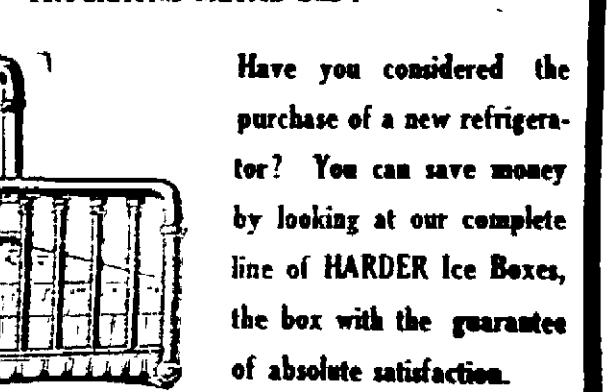 Have you considered the
purchase of a new refrigera-
tor? You can save money
by looking at our complete
line of HARDER Ice Boxes,
the box with the guarantee
of absolute satisfaction.